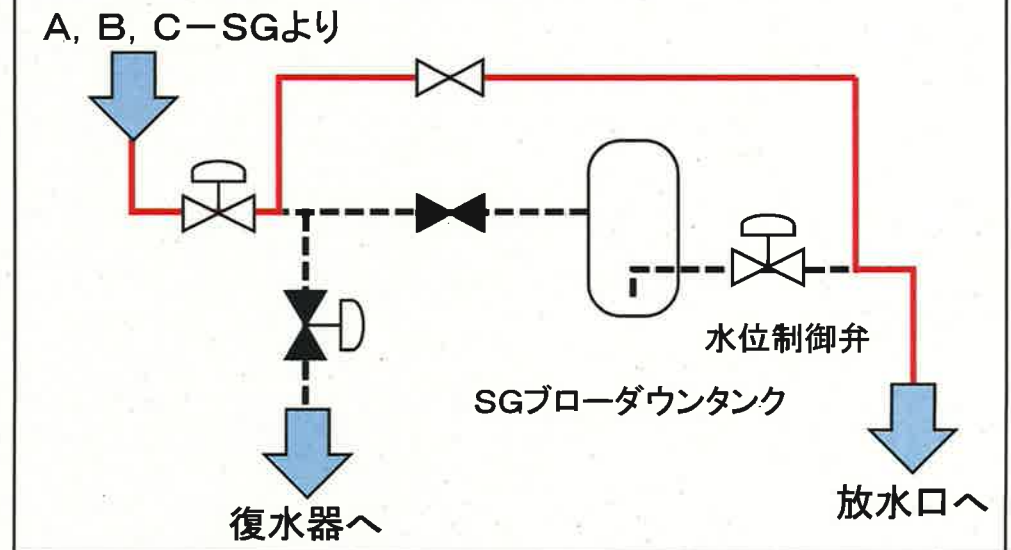 A, B, C－SGより
水位制御弁
SGブローダウンタンク
放水口へ
復水器へ